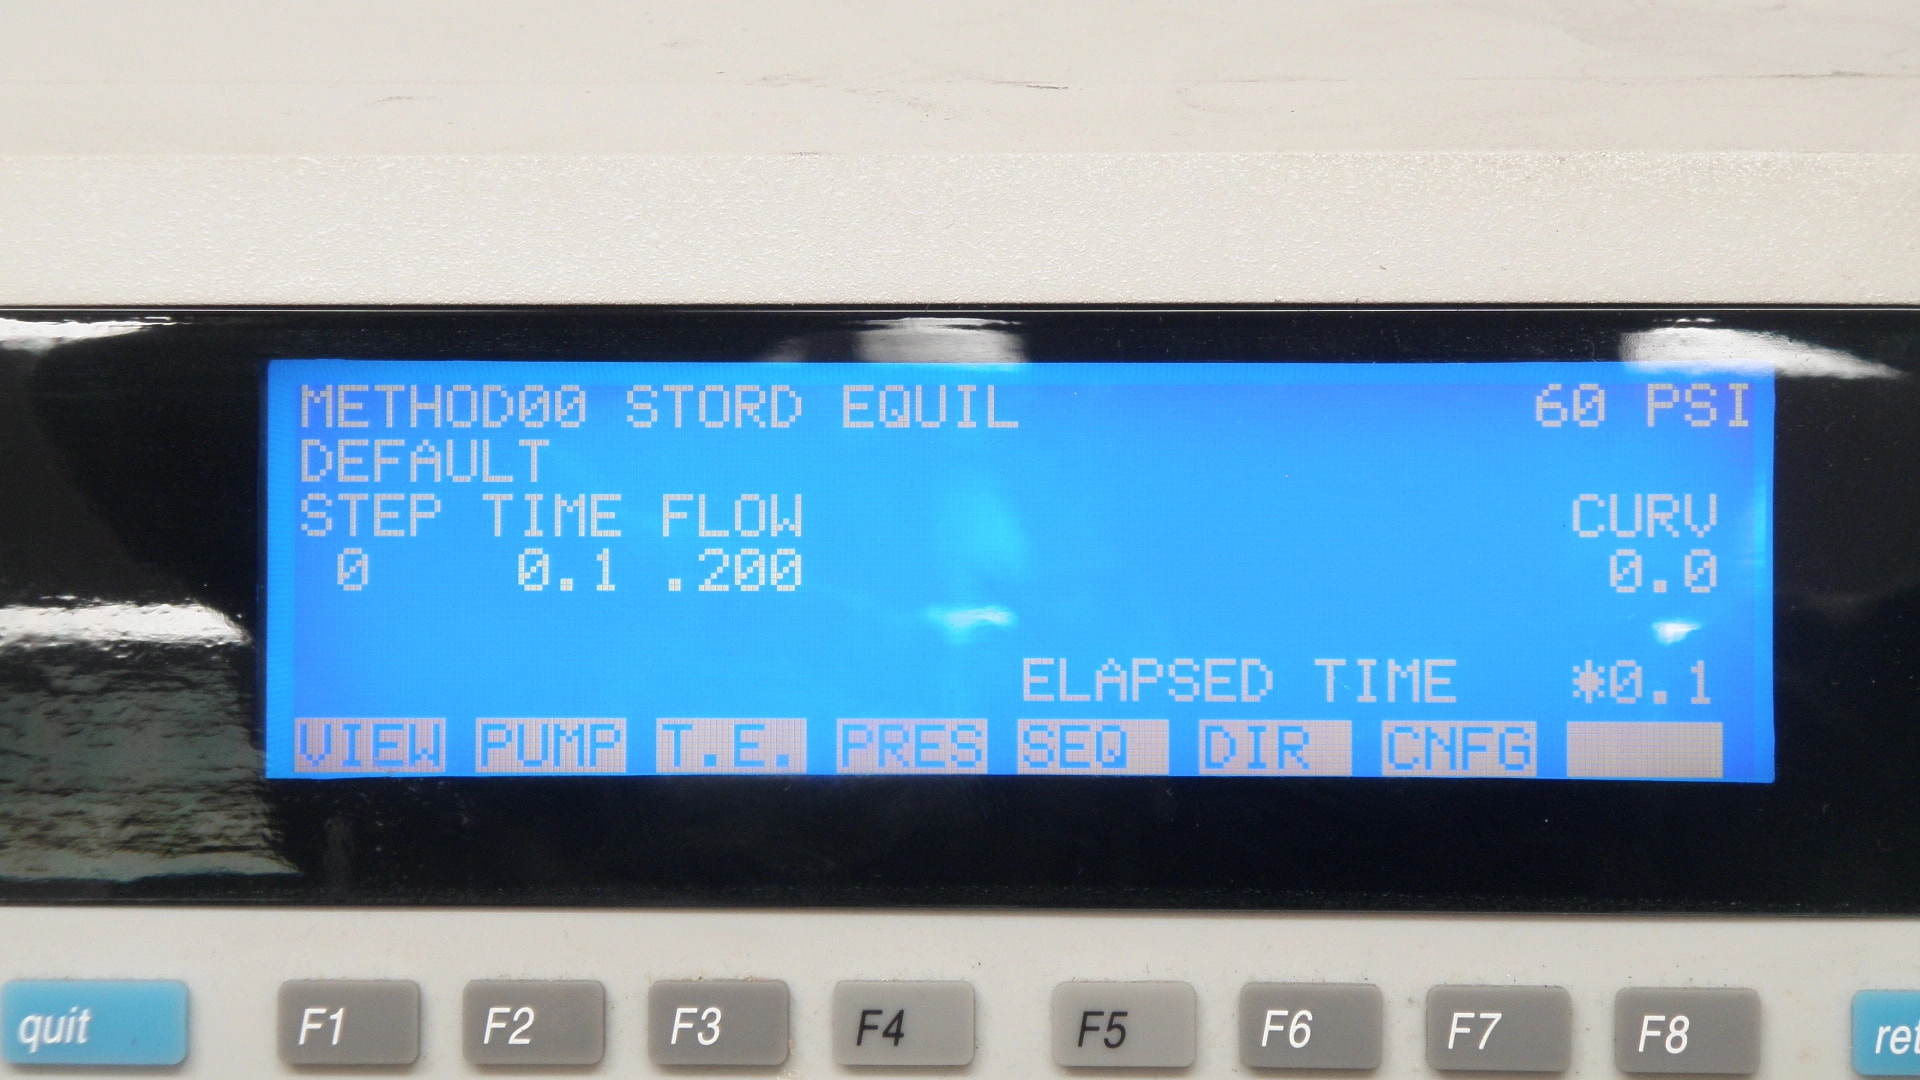 METHOD00 STORD EQUIL 60 PSI
DEFAULT
STEP TIME FLOW CURV
0 0.1 .200 0.0
ELAPSED TIME *0.1
VIEW PUMP T.E. PRES SEQ DIR CNFG
quit F1 F2 F3 F4 F5 F6 F7 F8